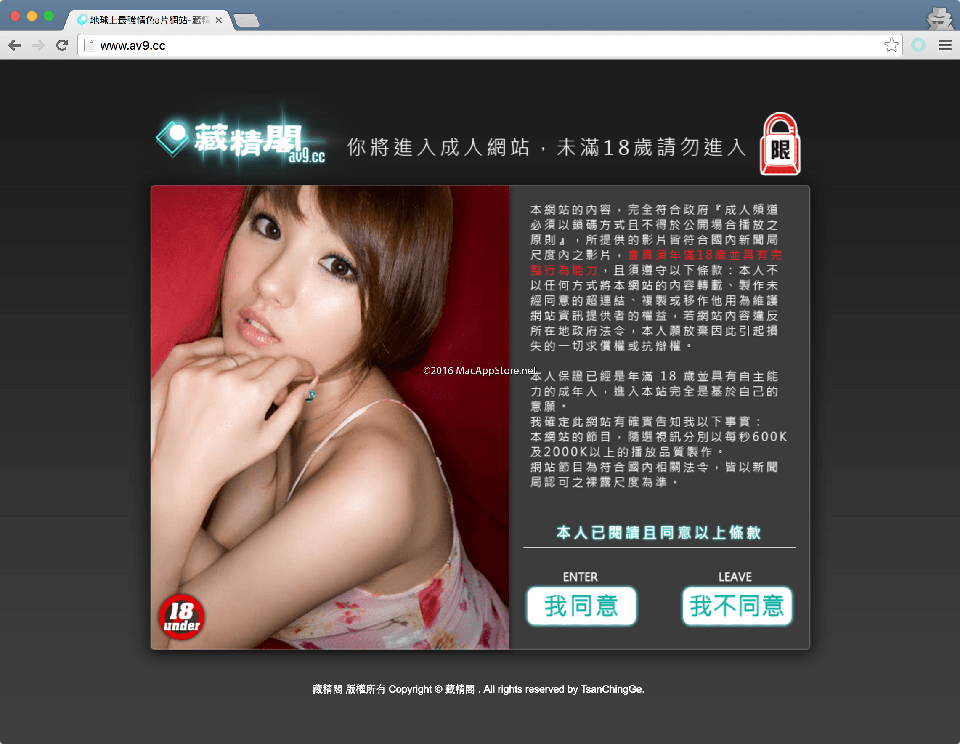 地球上最強情色a片網站-藏精
www.av9.cc
藏精閣
av9.cc
你將進入成人網站，未滿18歲請勿進入
限
本網站的內容，完全符合政府『成人頻道
必須以鎖碼方式且不得於公開場合播放之
原則』，所提供的影片皆符合國內新聞局
尺度內之影片，會員須年滿18歲並具有完
整行為能力，且須遵守以下條款：本人不
以任何方式將本網站的內容轉載、製作未
經同意的超連結、複製或移作他用為維護
網站資訊提供者的權益，若網站內容違反
所在地政府法令，本人願放棄因此引起損
失的一切求償權或抗辯權。
©2016 MacAppStore.net
本人保證已經是年滿 18 歲並具有自主能
力的成年人，進入本站完全是基於自己的
意願。
我確定此網站有確實告知我以下事實：
本網站的節目，隨選視訊分別以每秒600K
及2000K以上的播放品質製作。
網站節目為符合國內相關法令，皆以新聞
局認可之裸露尺度為準。
本人已閱讀且同意以上條款
ENTER
LEAVE
我同意
我不同意
18
under
藏精閣 版權所有 Copyright © 藏精閣 . All rights reserved by TsanChingGe.